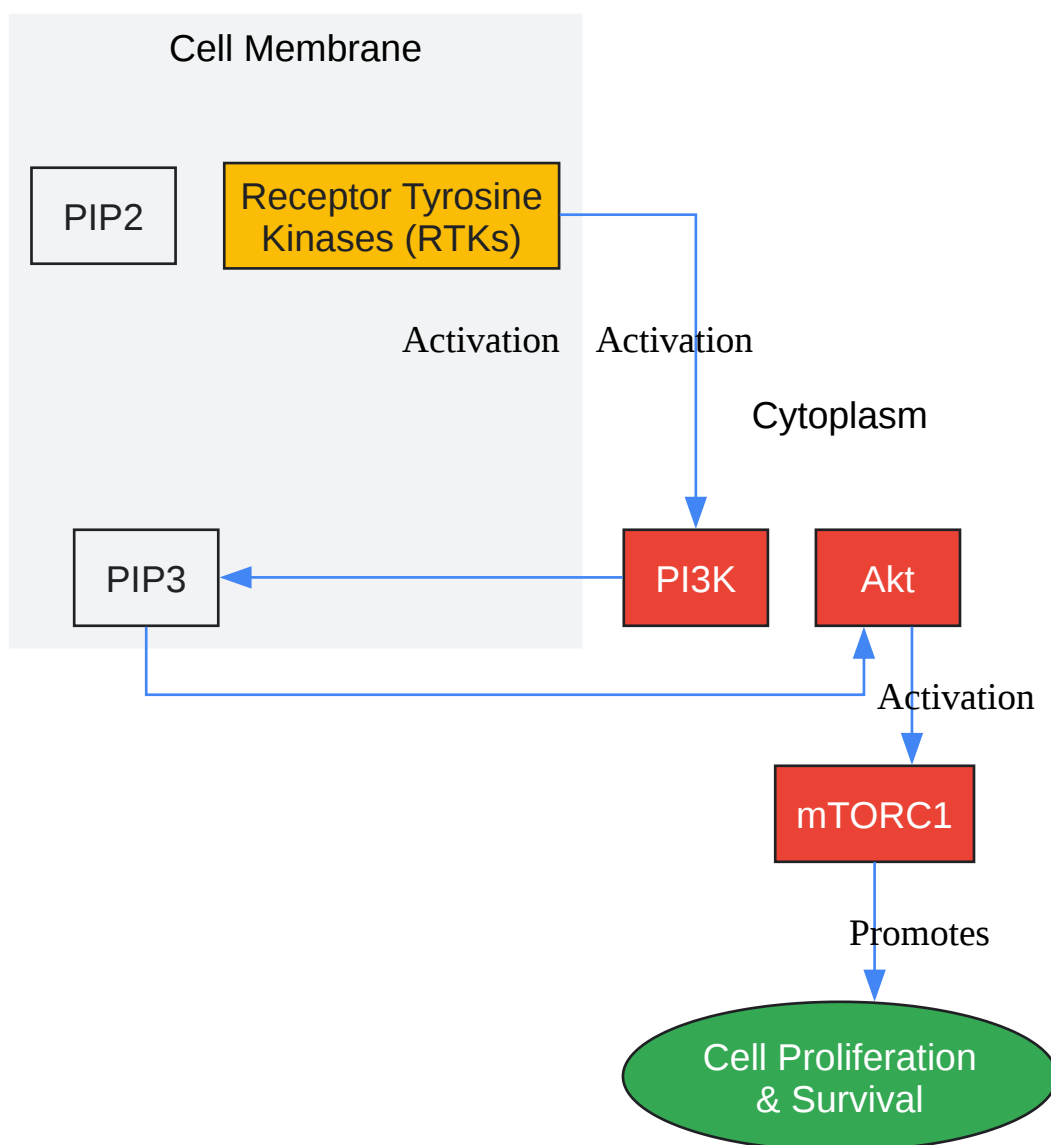 Cell Membrane
PIP2
Receptor Tyrosine
Kinases (RTKs)
Activation
Activation
Cytoplasm
PIP3
PI3K
Akt
Activation
mTORC1
Promotes
Cell Proliferation
& Survival